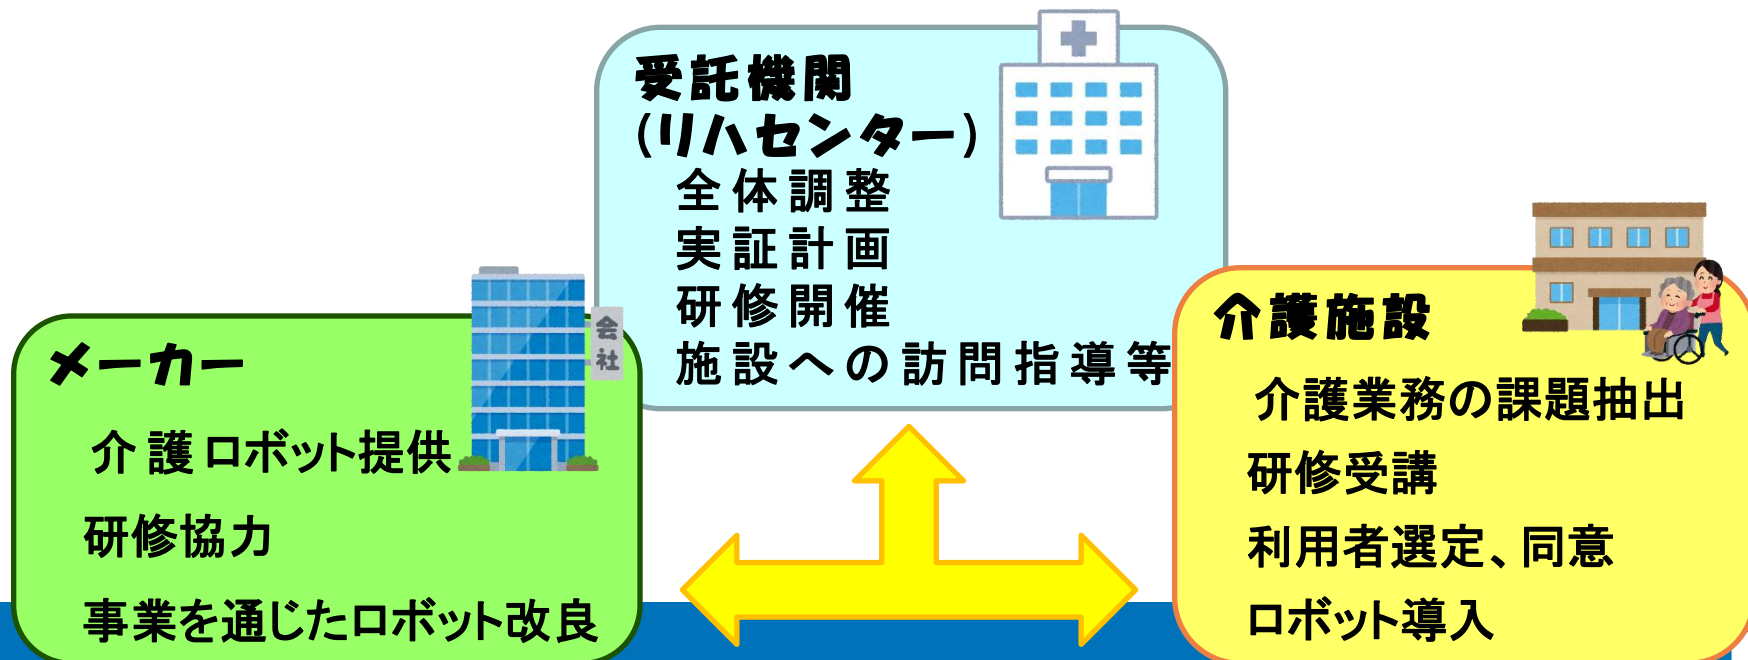 受託機関
(リハセンター)
全体調整
実証計画
研修開催
施設への訪問指導等
メーカー
会社
介護ロボット提供
研修協力
事業を通じたロボット改良
介護施設
介護業務の課題抽出
研修受講
利用者選定、同意
ロボット導入